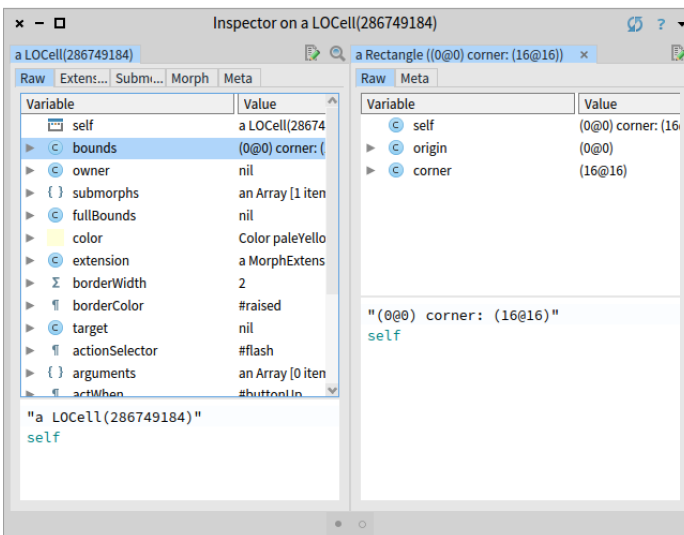 Inspector on a LOCell(286749184)
?
a LOCell(286749184)
Raw Extens... Subm... Morph Meta
Variable Value
self a LOCell(28674
bounds (0@0) corner: (
owner nil
{ } submorphs an Array [1 item
fullBounds nil
color Color paleYello
extension a MorphExtens
Σ borderWidth 2
¶ borderColor #raised
target nil
¶ actionSelector #flash
{ } arguments an Array [0 item
¶ actWhen #buttonUp
"a LOCell(286749184)"
self
a Rectangle ((0@0) corner: (16@16)) ×
Raw Meta
Variable Value
self (0@0) corner: (16
origin (0@0)
corner (16@16)
"(0@0) corner: (16@16)"
self